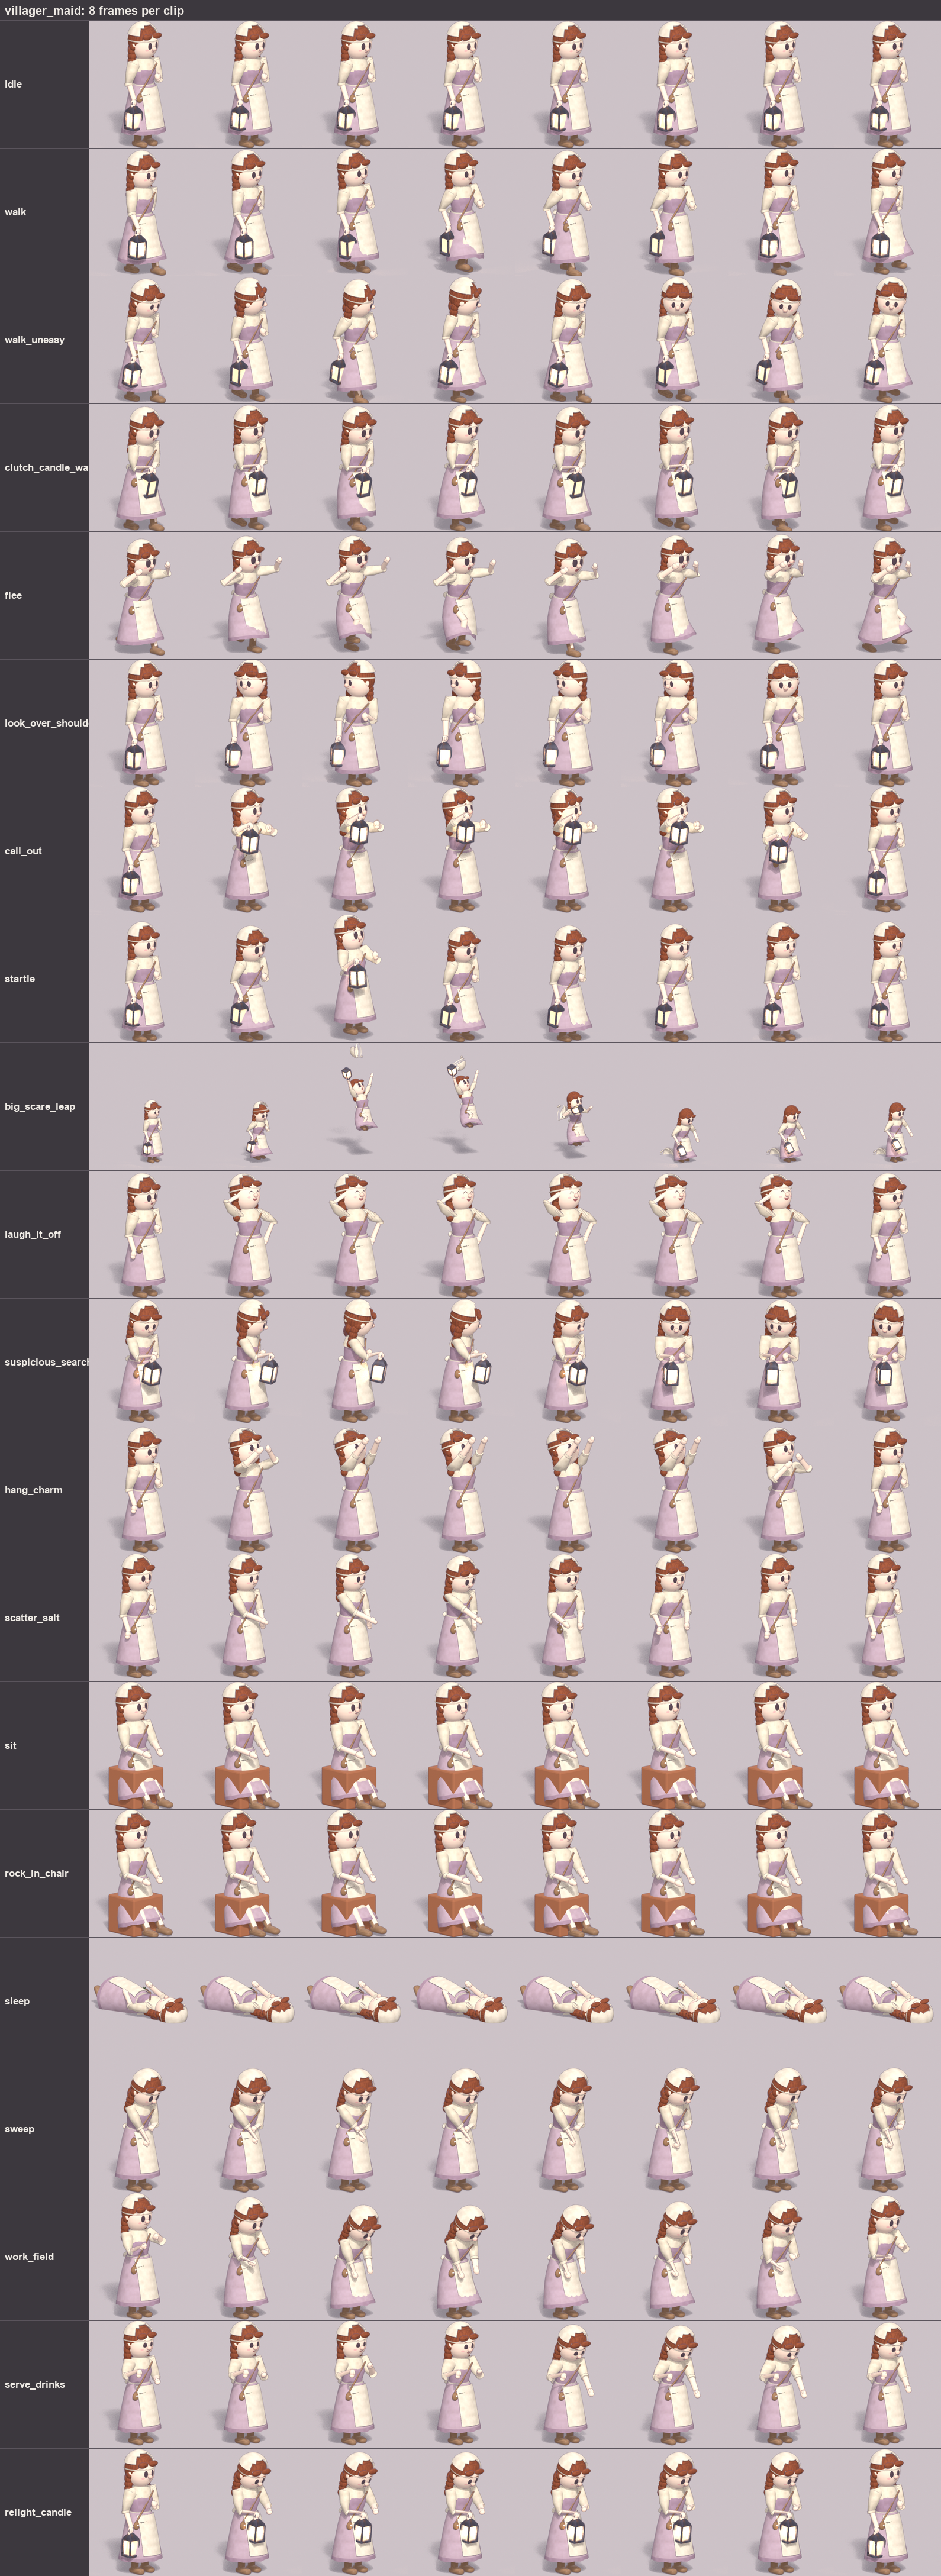 villager_maid: 8 frames per clip
idle
walk
walk_uneasy
clutch_candle_wa
flee
look_over_should
call_out
startle
big_scare_leap
laugh_it_off
suspicious_search
hang_charm
scatter_salt
sit
rock_in_chair
sleep
sweep
work_field
serve_drinks
relight_candle